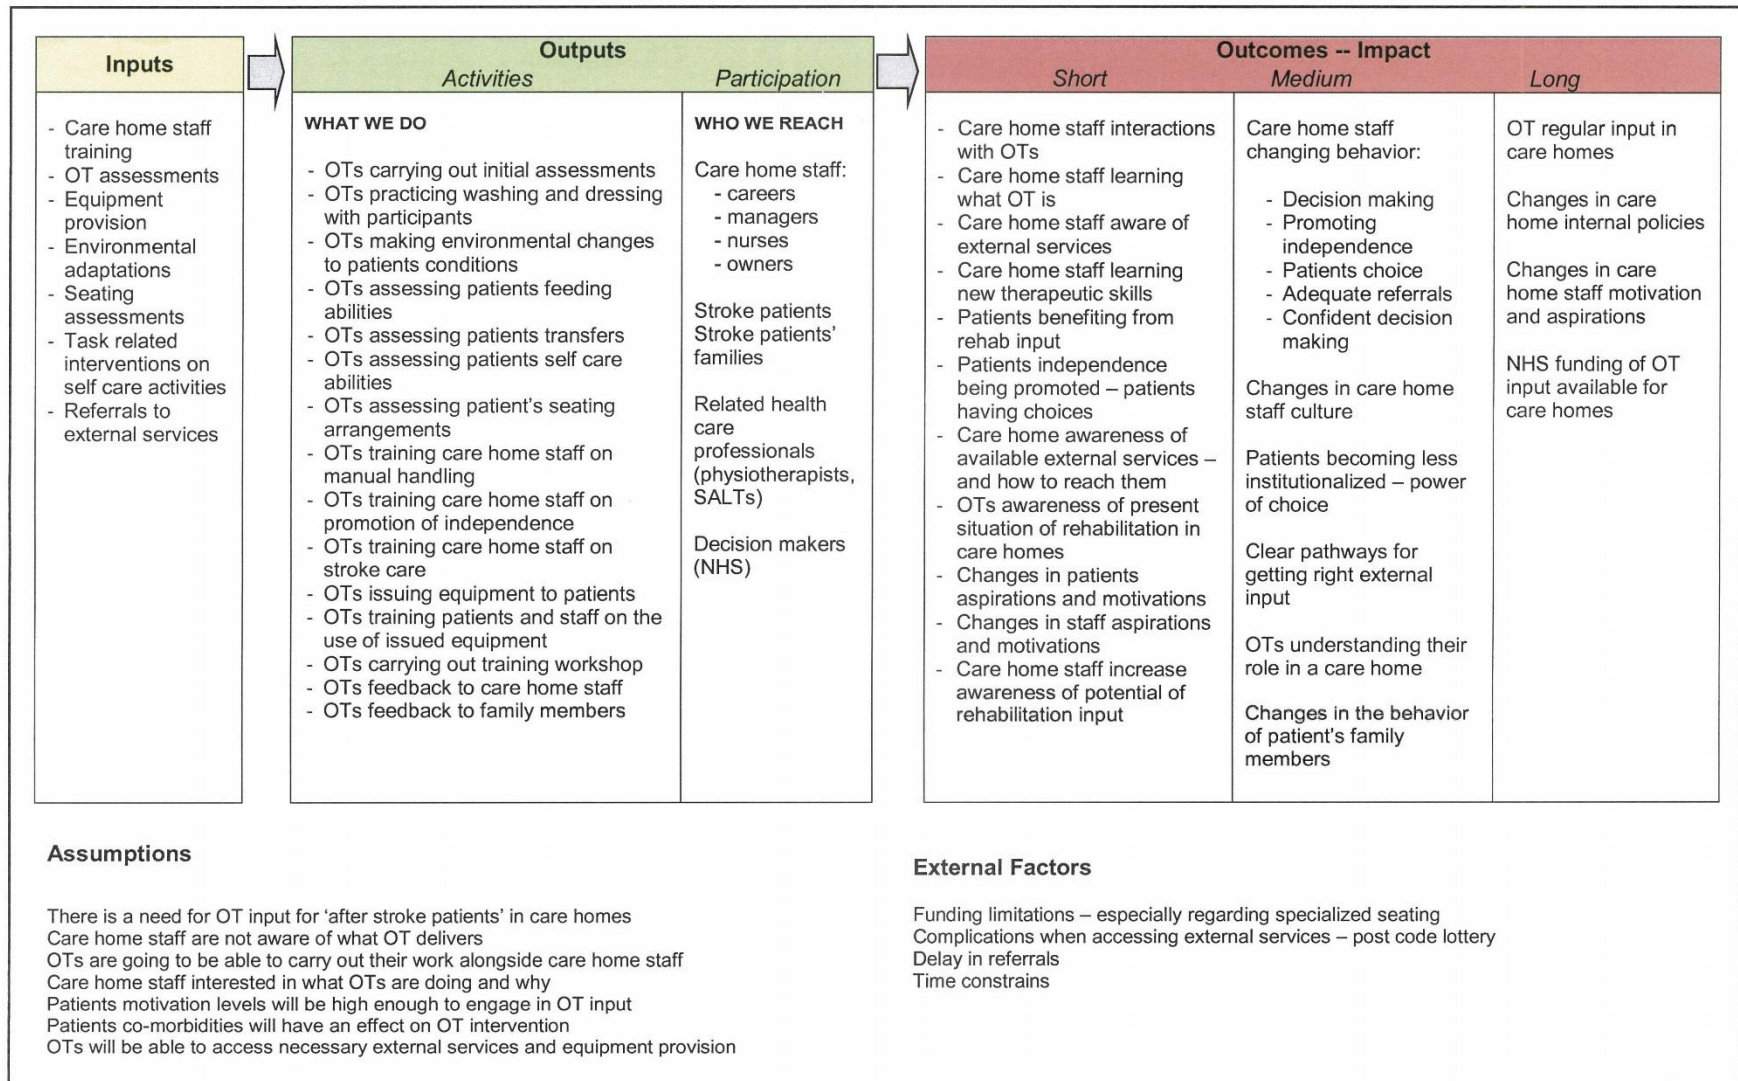 Inputs
Outputs
Activities
Participation
Outcomes -- Impact
Short
Medium
Long
- Care home staff
training
- OT assessments
- Equipment
provision
- Environmental
adaptations
- Seating
assessments
- Task related
interventions on
self care activities
- Referrals to
external services
WHAT WE DO
- OTs carrying out initial assessments
- OTs practicing washing and dressing
with participants
- OTs making environmental changes
to patients conditions
- OTs assessing patients feeding
abilities
- OTs assessing patients transfers
- OTs assessing patients self care
abilities
- OTs assessing patient's seating
arrangements
- OTs training care home staff on
manual handling
- OTs training care home staff on
promotion of independence
- OTs training care home staff on
stroke care
- OTs issuing equipment to patients
- OTs training patients and staff on the
use of issued equipment
- OTs carrying out training workshop
- OTs feedback to care home staff
- OTs feedback to family members
WHO WE REACH
Care home staff:
- careers
- managers
- nurses
- owners
Stroke patients
Stroke patients'
families
Related health
care
professionals
(physiotherapists,
SALTs)
Decision makers
(NHS)
- Care home staff interactions
with OTs
- Care home staff learning
what OT is
- Care home staff aware of
external services
- Care home staff learning
new therapeutic skills
- Patients benefiting from
rehab input
- Patients independence
being promoted – patients
having choices
- Care home awareness of
available external services –
and how to reach them
- OTs awareness of present
situation of rehabilitation in
care homes
- Changes in patients
aspirations and motivations
- Changes in staff aspirations
and motivations
- Care home staff increase
awareness of potential of
rehabilitation input
Care home staff
changing behavior:
- Decision making
- Promoting
independence
- Patients choice
- Adequate referrals
- Confident decision
making
Changes in care home
staff culture
Patients becoming less
institutionalized – power
of choice
Clear pathways for
getting right external
input
OTs understanding their
role in a care home
Changes in the behavior
of patient's family
members
OT regular input in
care homes
Changes in care
home internal policies
Changes in care
home staff motivation
and aspirations
NHS funding of OT
input available for
care homes
Assumptions
There is a need for OT input for 'after stroke patients' in care homes
Care home staff are not aware of what OT delivers
OTs are going to be able to carry out their work alongside care home staff
Care home staff interested in what OTs are doing and why
Patients motivation levels will be high enough to engage in OT input
Patients co-morbidities will have an effect on OT intervention
OTs will be able to access necessary external services and equipment provision
External Factors
Funding limitations – especially regarding specialized seating
Complications when accessing external services – post code lottery
Delay in referrals
Time constrains